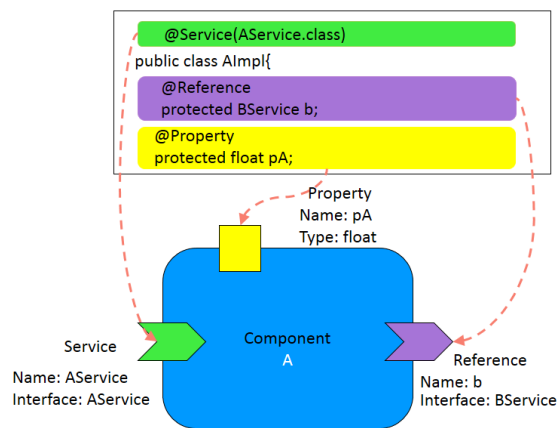 @Service(AService.class)
public class AImpl{
@Reference
protected BService b;
@Property
protected float pA;
Property
Name: pA
Type: float
Component
A
Service
Name: AService
Interface: AService
Reference
Name: b
Interface: BService